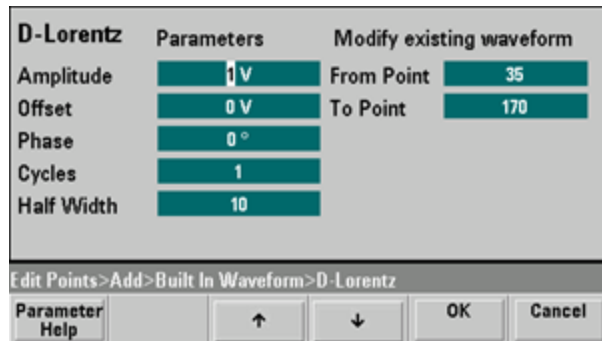 D-Lorentz Parameters Modify existing waveform
Amplitude 1 V From Point 35
Offset 0 V To Point 170
Phase 0 °
Cycles 1
Half Width 10
Edit Points>Add>Built In Waveform>D-Lorentz
Parameter Help ↑ ↓ OK Cancel